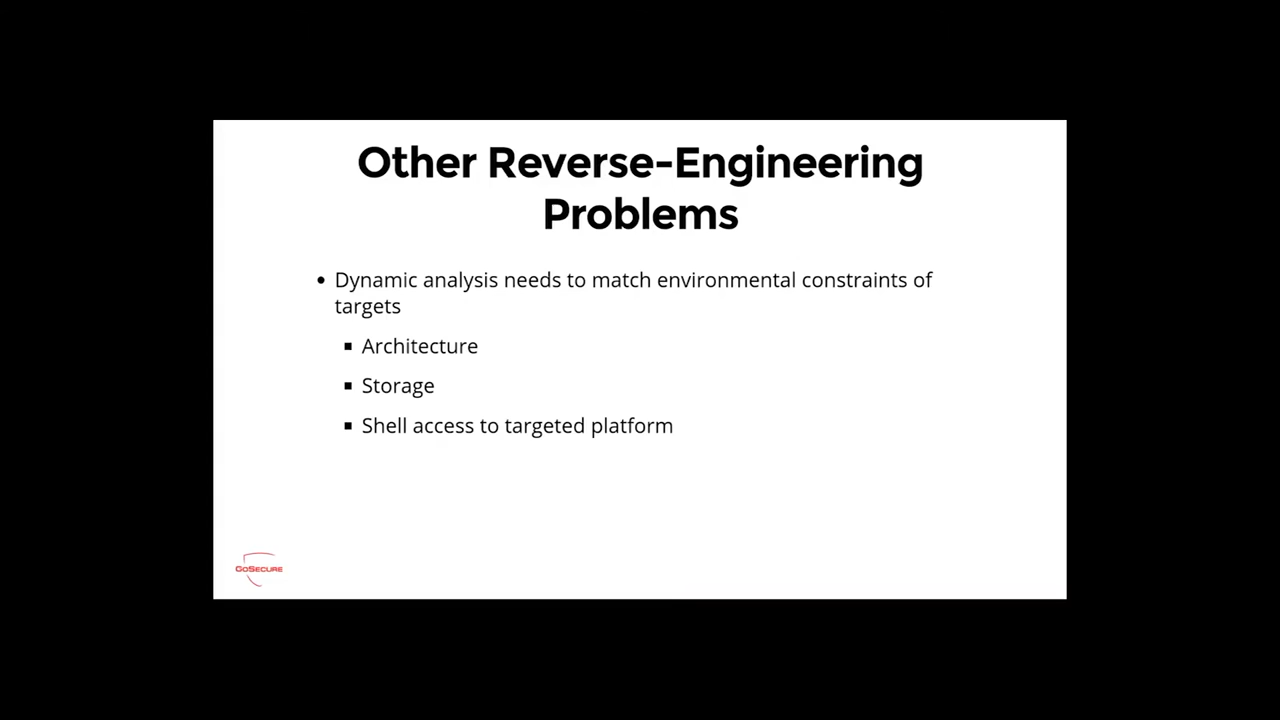 Other Reverse-Engineering
Problems
• Dynamic analysis needs to match environmental constraints of
targets
▪ Architecture
▪ Storage
▪ Shell access to targeted platform
GoSecure